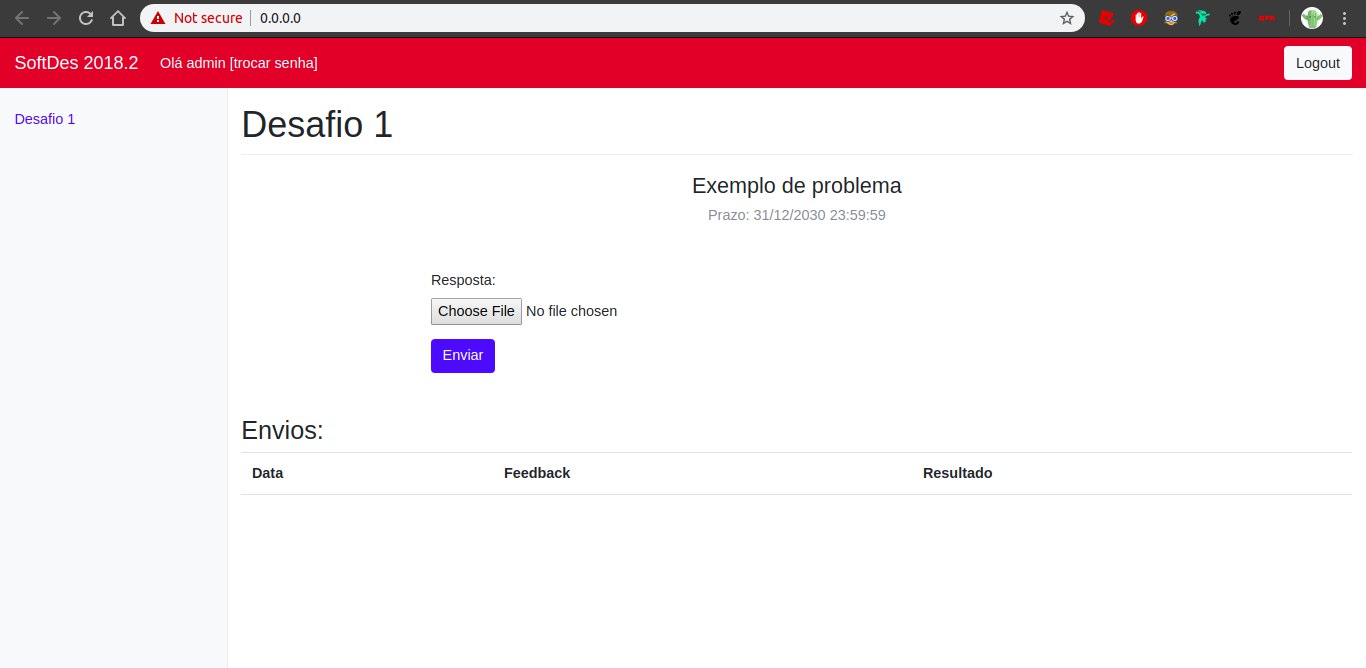 Not secure 0.0.0.0
SoftDes 2018.2 Olá admin [trocar senha] Logout
Desafio 1
Desafio 1
Exemplo de problema
Prazo: 31/12/2030 23:59:59
Resposta:
Choose File No file chosen
Enviar
Envios:
Data Feedback Resultado